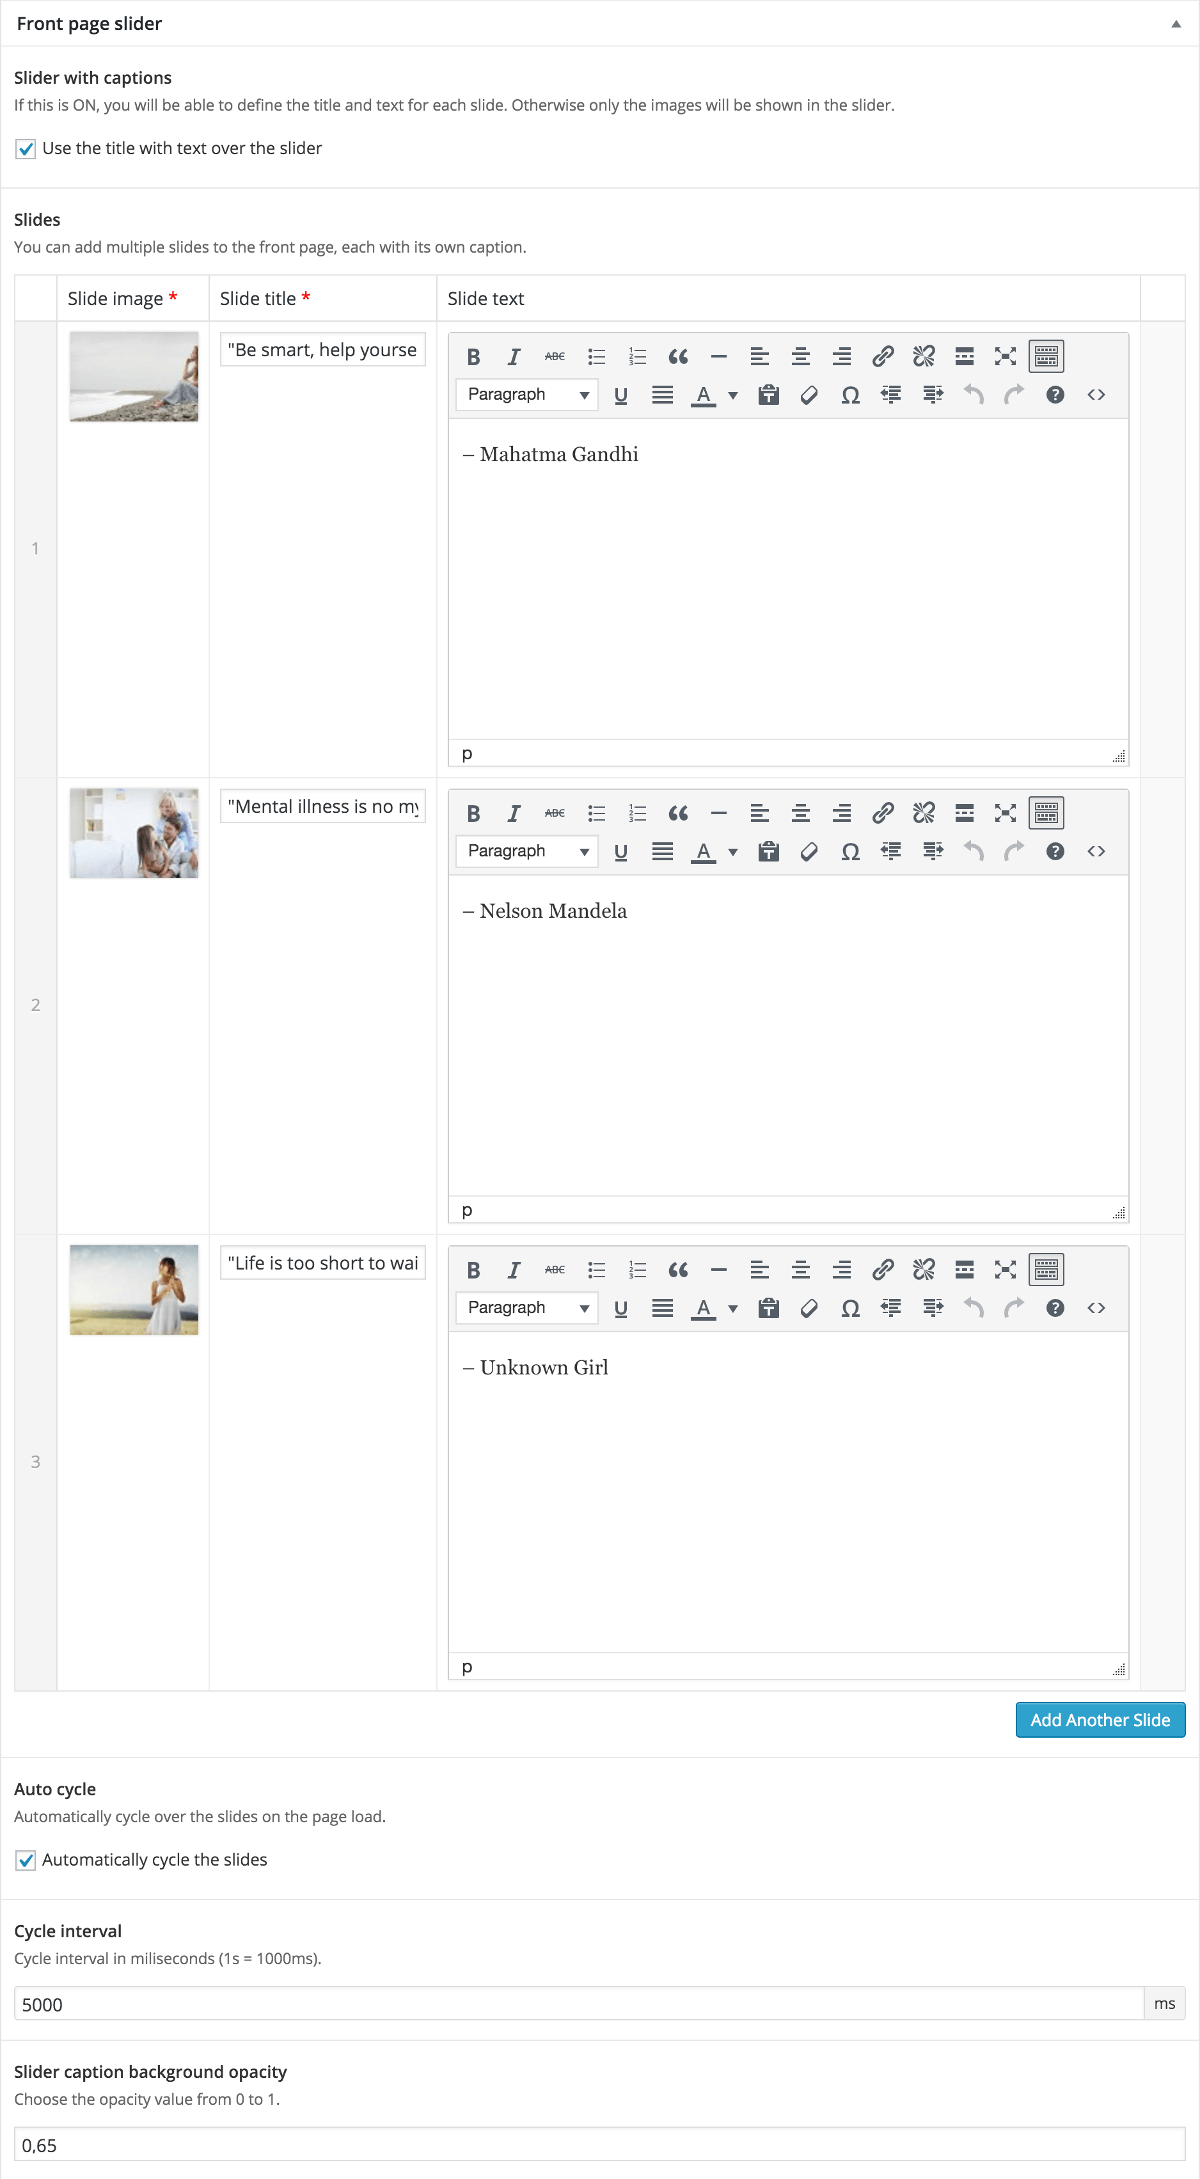 Front page slider
Slider with captions
If this is ON, you will be able to define the title and text for each slide. Otherwise only the images will be shown in the slider.
Use the title with text over the slider
Slides
You can add multiple slides to the front page, each with its own caption.
Slide image * Slide title * Slide text
1
"Be smart, help yourse
B I ABC
Paragraph U A Ω ? <>
– Mahatma Gandhi
p
2
"Mental illness is no my
B I ABC
Paragraph U A Ω ? <>
– Nelson Mandela
p
3
"Life is too short to wai
B I ABC
Paragraph U A Ω ? <>
– Unknown Girl
p
Add Another Slide
Auto cycle
Automatically cycle over the slides on the page load.
Automatically cycle the slides
Cycle interval
Cycle interval in miliseconds (1s = 1000ms).
5000 ms
Slider caption background opacity
Choose the opacity value from 0 to 1.
0,65